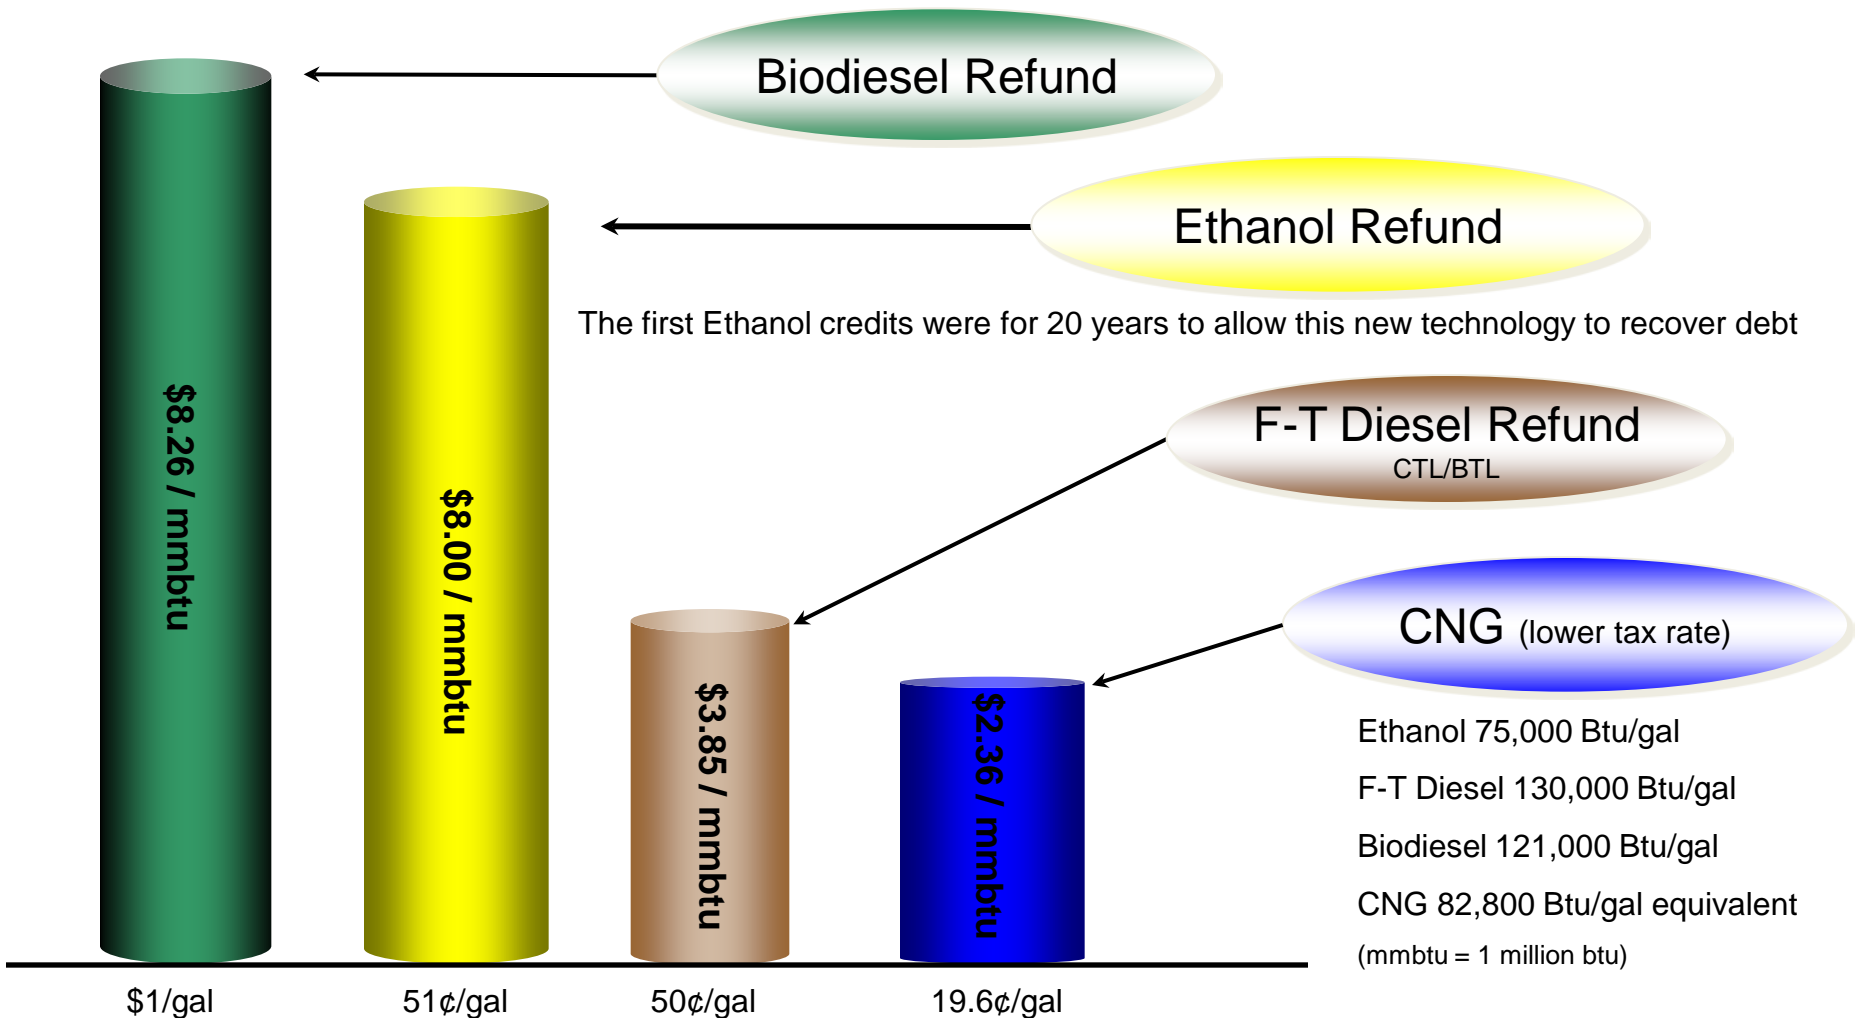 Biodiesel Refund
Ethanol Refund
The first Ethanol credits were for 20 years to allow this new technology to recover debt
F-T Diesel Refund
CTL/BTL
CNG (lower tax rate)
$8.26 / mmbtu
$8.00 / mmbtu
$3.85 / mmbtu
$2.36 / mmbtu
Ethanol 75,000 Btu/gal
F-T Diesel 130,000 Btu/gal
Biodiesel 121,000 Btu/gal
CNG 82,800 Btu/gal equivalent
(mmbtu = 1 million btu)
$1/gal
51¢/gal
50¢/gal
19.6¢/gal